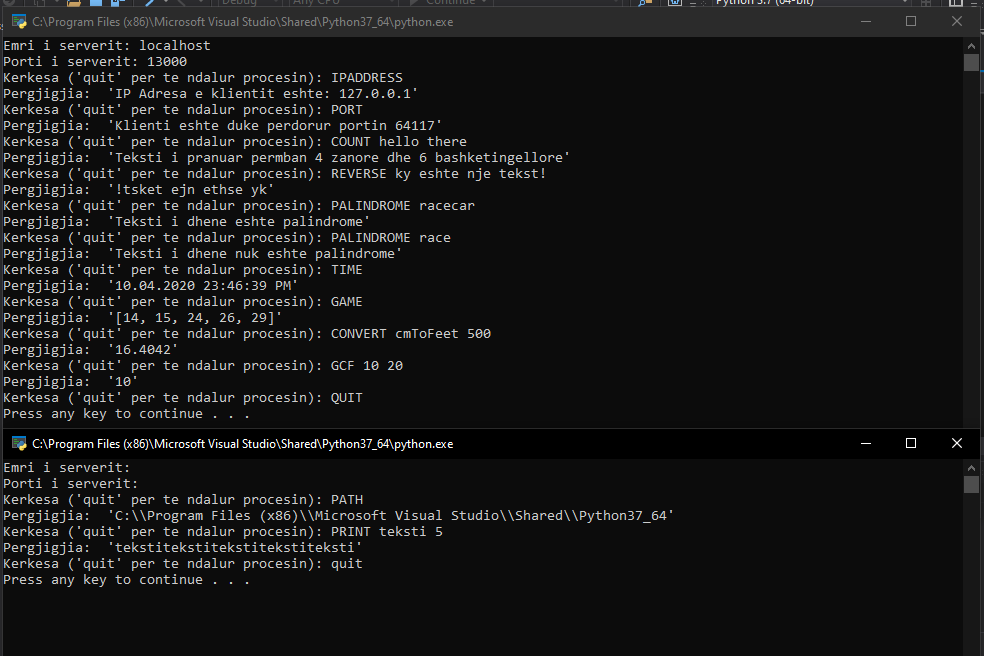 Debug Any CPU Continue Python 3.7 (64-bit)
C:\Program Files (x86)\Microsoft Visual Studio\Shared\Python37_64\python.exe
Emri i serverit: localhost
Porti i serverit: 13000
Kerkesa ('quit' per te ndalur procesin): IPADDRESS
Pergjigjia:  'IP Adresa e klientit eshte: 127.0.0.1'
Kerkesa ('quit' per te ndalur procesin): PORT
Pergjigjia:  'Klienti eshte duke perdorur portin 64117'
Kerkesa ('quit' per te ndalur procesin): COUNT hello there
Pergjigjia:  'Teksti i pranuar permban 4 zanore dhe 6 bashketingellore'
Kerkesa ('quit' per te ndalur procesin): REVERSE ky eshte nje tekst!
Pergjigjia:  '!tsket ejn ethse yk'
Kerkesa ('quit' per te ndalur procesin): PALINDROME racecar
Pergjigjia:  'Teksti i dhene eshte palindrome'
Kerkesa ('quit' per te ndalur procesin): PALINDROME race
Pergjigjia:  'Teksti i dhene nuk eshte palindrome'
Kerkesa ('quit' per te ndalur procesin): TIME
Pergjigjia:  '10.04.2020 23:46:39 PM'
Kerkesa ('quit' per te ndalur procesin): GAME
Pergjigjia:  '[14, 15, 24, 26, 29]'
Kerkesa ('quit' per te ndalur procesin): CONVERT cmToFeet 500
Pergjigjia:  '16.4042'
Kerkesa ('quit' per te ndalur procesin): GCF 10 20
Pergjigjia:  '10'
Kerkesa ('quit' per te ndalur procesin): QUIT
Press any key to continue . . .
C:\Program Files (x86)\Microsoft Visual Studio\Shared\Python37_64\python.exe
Emri i serverit:
Porti i serverit:
Kerkesa ('quit' per te ndalur procesin): PATH
Pergjigjia:  'C:\\Program Files (x86)\\Microsoft Visual Studio\\Shared\\Python37_64'
Kerkesa ('quit' per te ndalur procesin): PRINT teksti 5
Pergjigjia:  'tekstitekstitekstitekstiteksti'
Kerkesa ('quit' per te ndalur procesin): quit
Press any key to continue . . .